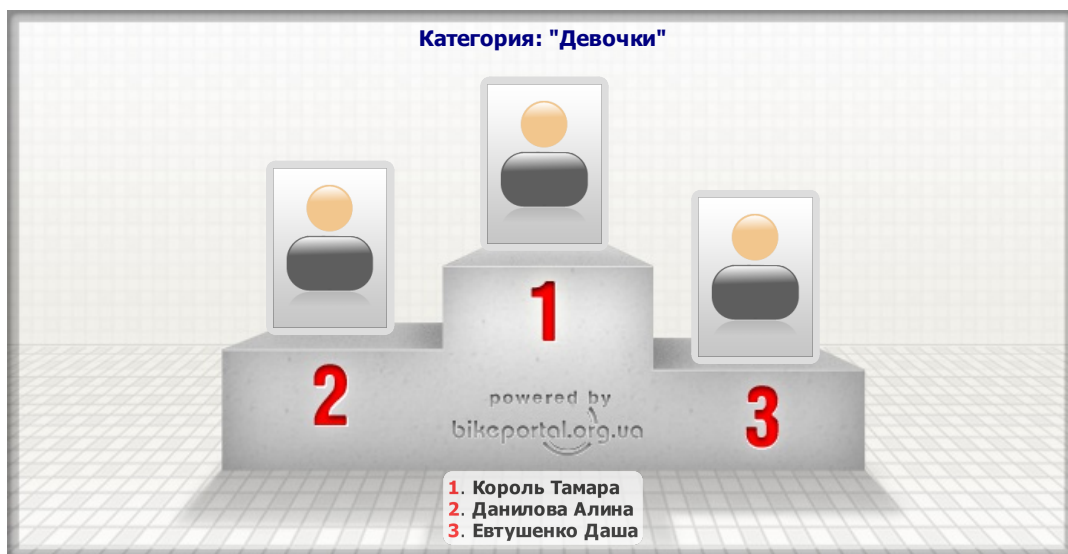 Категория: "Девочки"
1
2
3
powered by
bikeportal.org.ua
1. Король Тамара
2. Данилова Алина
3. Евтушенко Даша